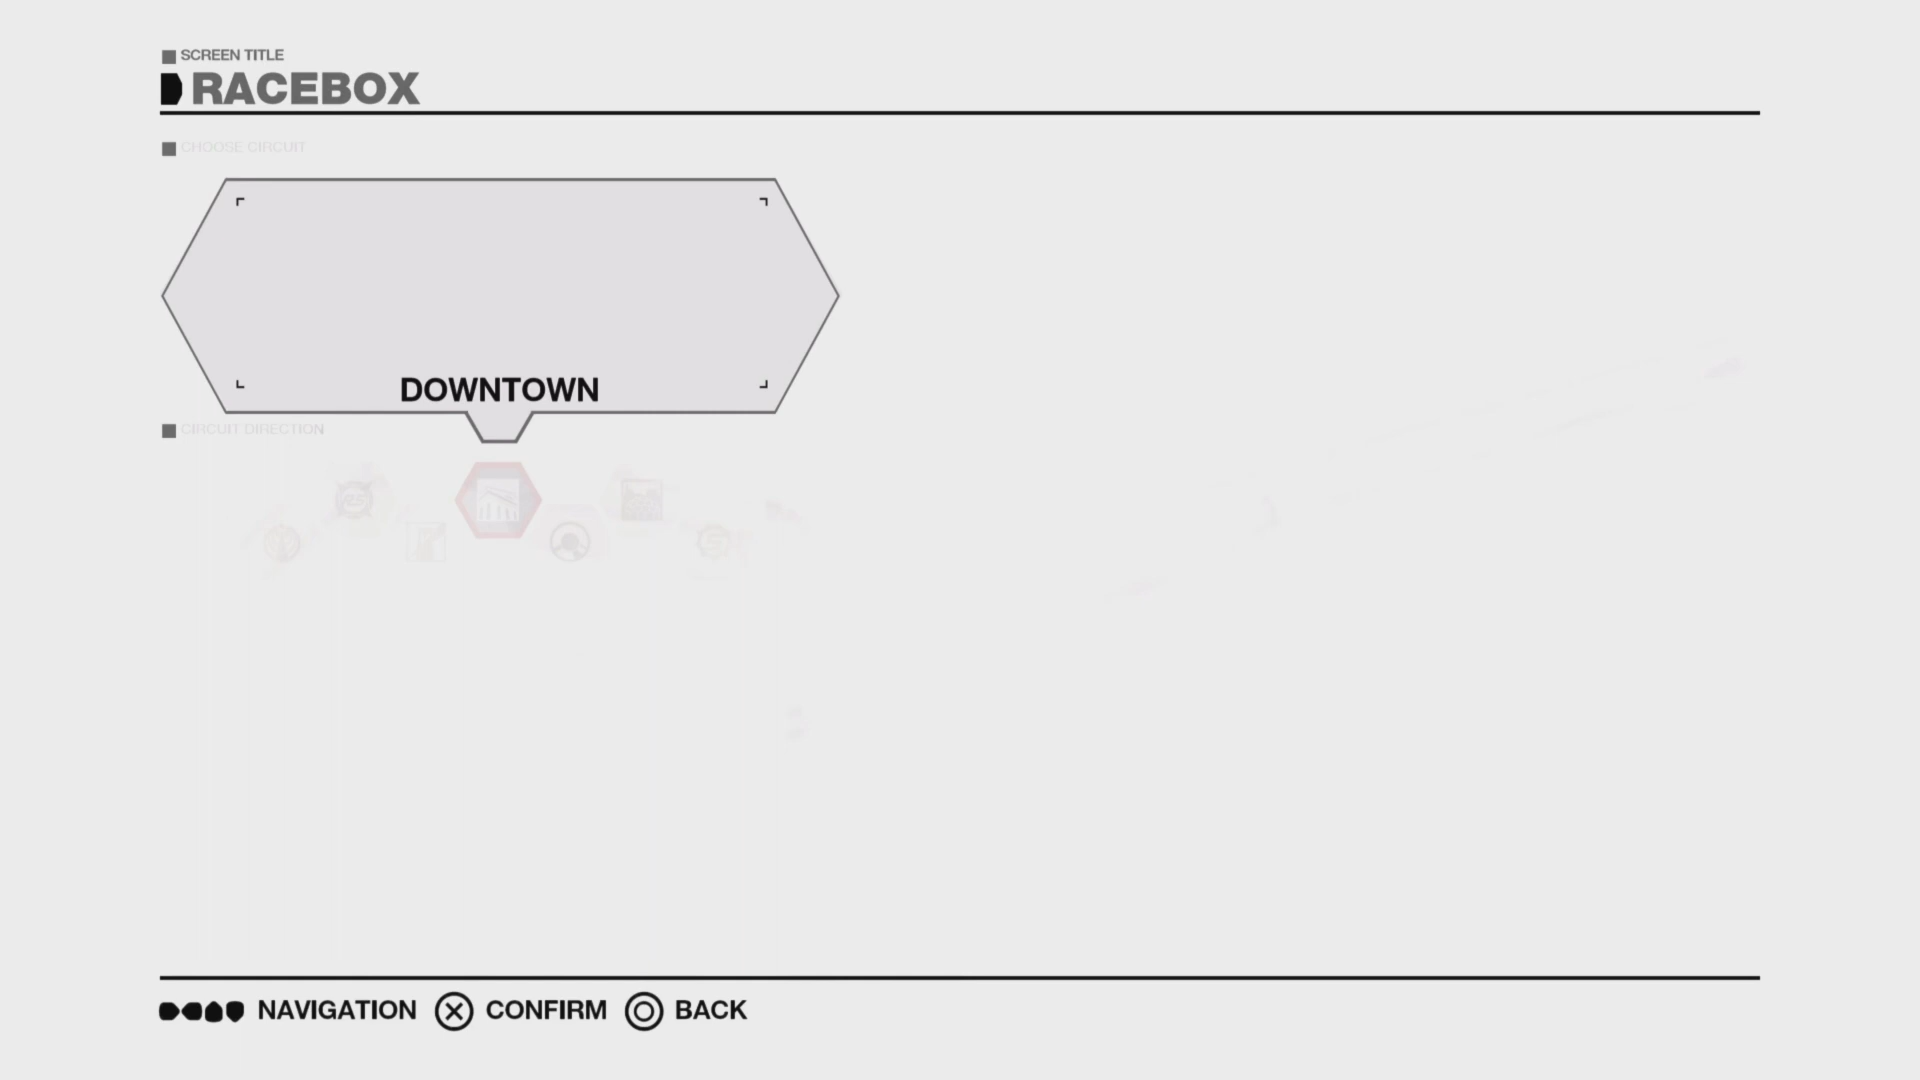 SCREEN TITLE
RACEBOX
CHOOSE CIRCUIT
DOWNTOWN
CIRCUIT DIRECTION
NAVIGATION CONFIRM BACK